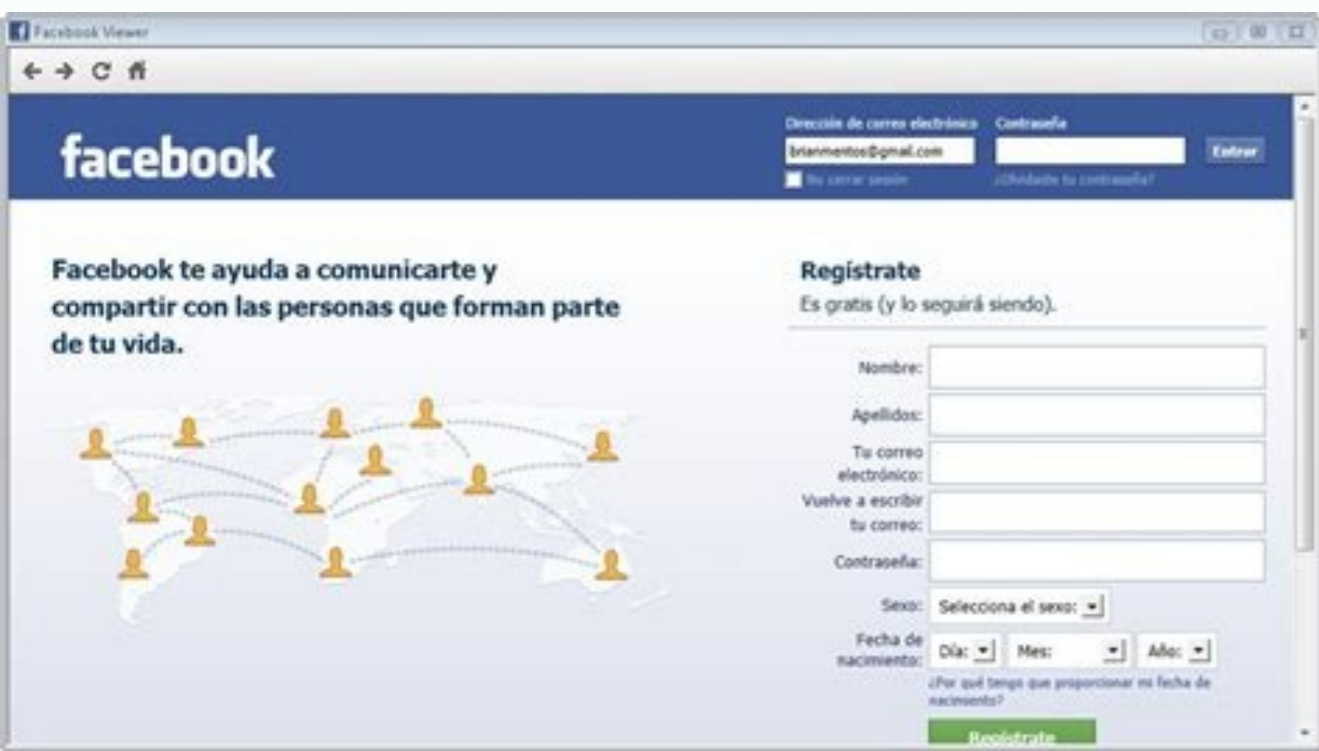 Facebook Viewer
facebook
Dirección de correo electrónico
Contraseña
brianmentos@gmail.com
Entrar
No cerrar sesión
¿Olvidaste tu contraseña?
Facebook te ayuda a comunicarte y
compartir con las personas que forman parte
de tu vida.
Regístrate
Es gratis (y lo seguirá siendo).
Nombre:
Apellidos:
Tu correo
electrónico:
Vuelve a escribir
tu correo:
Contraseña:
Sexo: Selecciona el sexo:
Fecha de
nacimiento:
Día: Mes: Año:
¿Por qué tengo que proporcionar mi fecha de
nacimiento?
Regístrate